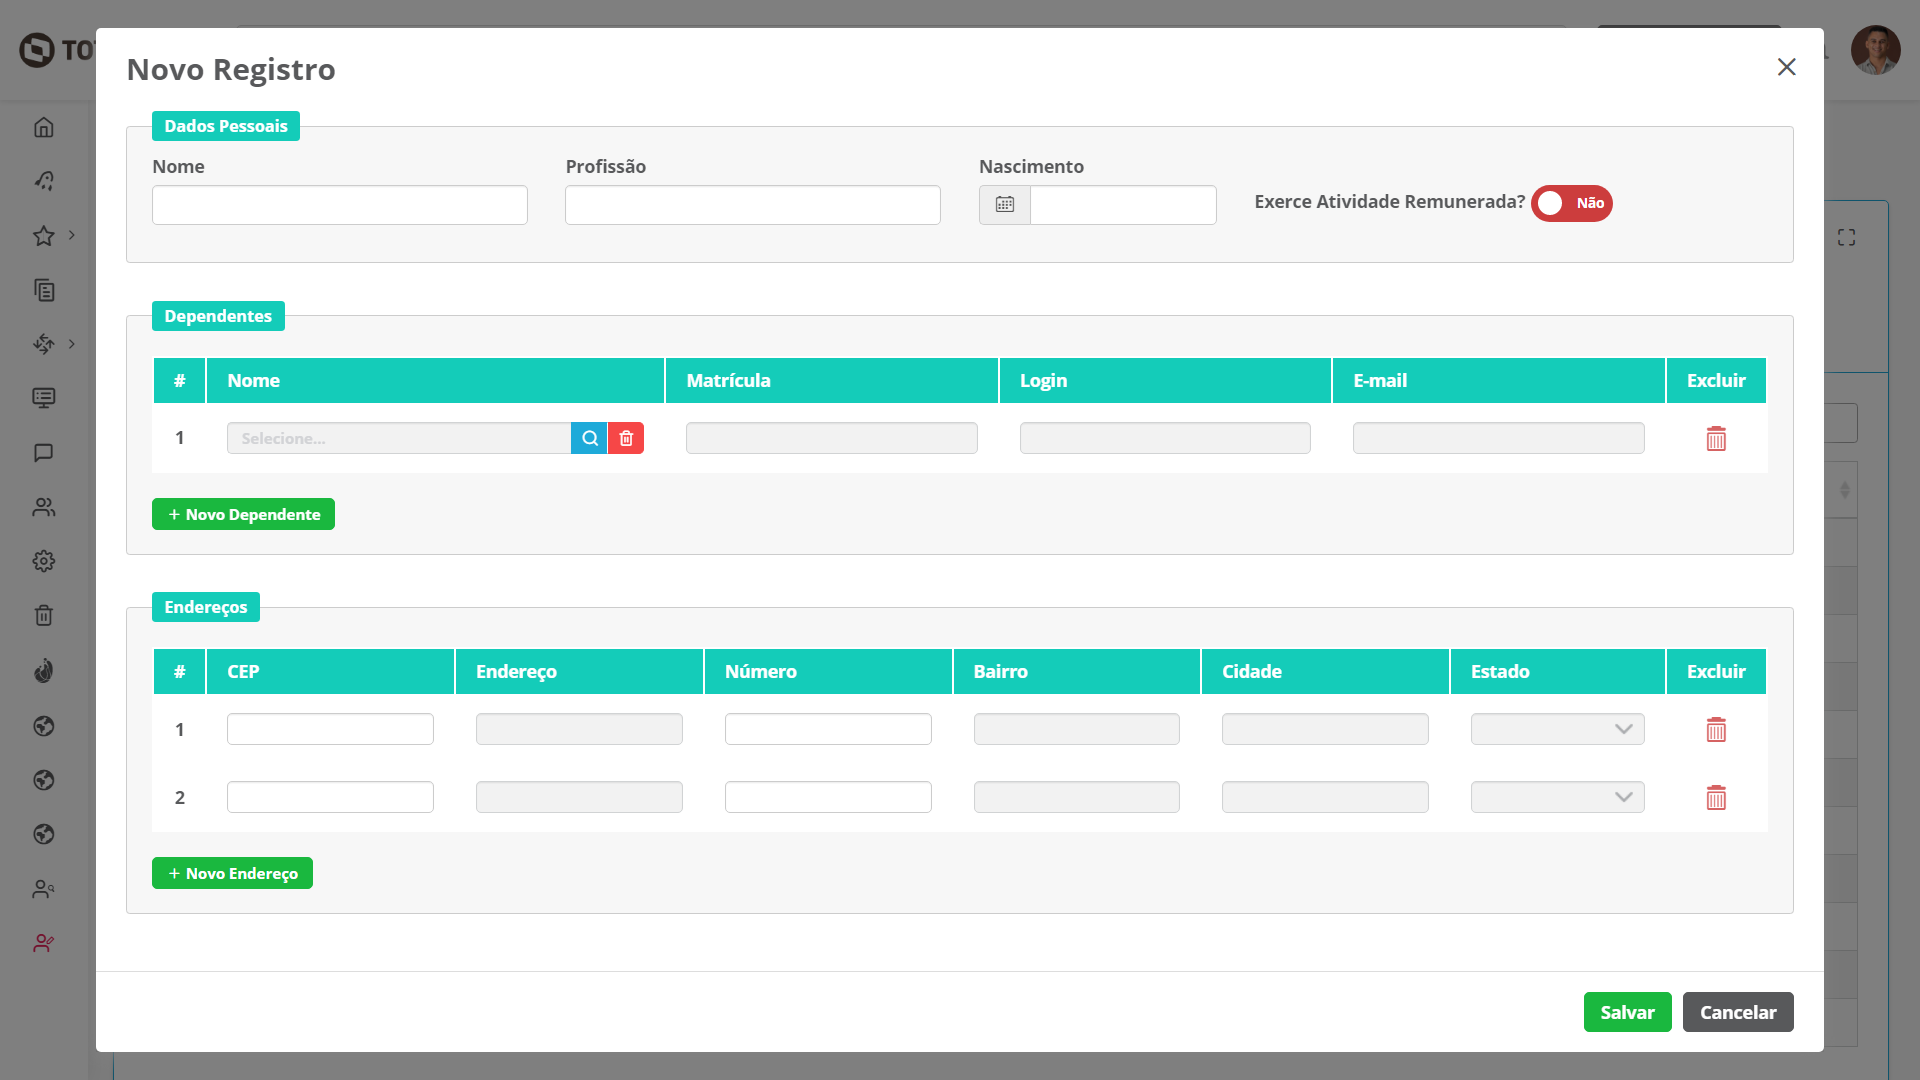 TO
Novo Registro
Dados Pessoais
Nome Profissão Nascimento
Exerce Atividade Remunerada? Não
Dependentes
# Nome Matrícula Login E-mail Excluir
1 Selecione...
+ Novo Dependente
Endereços
# CEP Endereço Número Bairro Cidade Estado Excluir
1
2
+ Novo Endereço
Salvar Cancelar